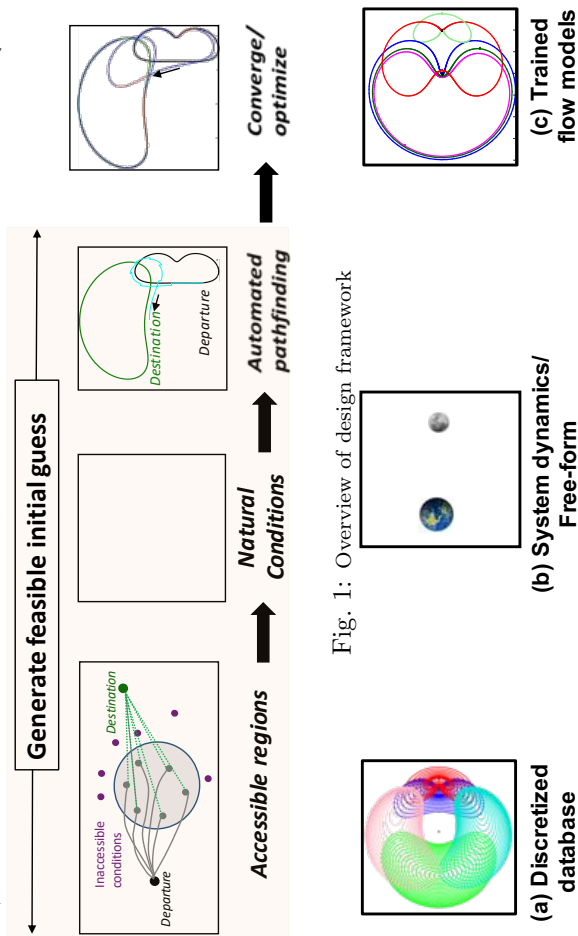 Generate feasible initial guess
Inaccessible
conditions
Destination
Departure
Destination
Departure
Accessible regions
Natural
Conditions
Automated
pathfinding
Converge/
optimize
Fig. 1: Overview of design framework
(a) Discretized
database
(b) System dynamics/
Free-form
(c) Trained
flow models